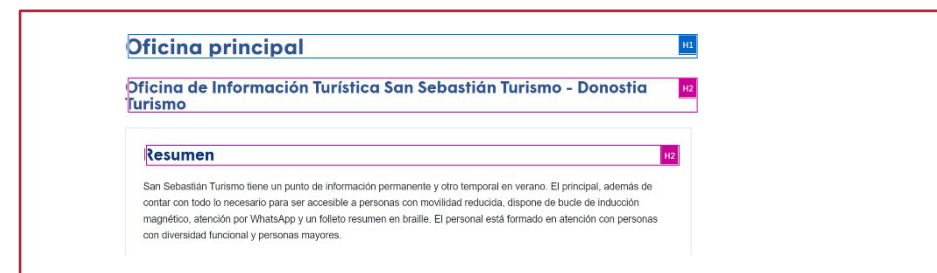 Oficina principal
H1
Oficina de Información Turística San Sebastián Turismo - Donostia
H2
Turismo
Resumen
H2
San Sebastián Turismo tiene un punto de información permanente y otro temporal en verano. El principal, además de
contar con todo lo necesario para ser accesible a personas con movilidad reducida, dispone de bucle de inducción
magnético, atención por WhatsApp y un folleto resumen en braille. El personal está formado en atención con personas
con diversidad funcional y personas mayores.